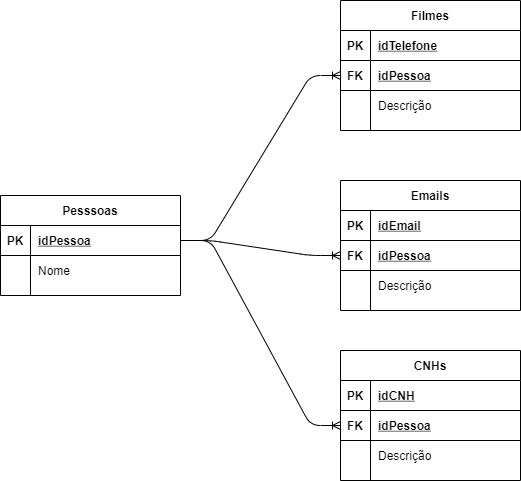 Filmes
PK idTelefone
FK idPessoa
Descrição
Pesssoas
PK idPessoa
Nome
Emails
PK idEmail
FK idPessoa
Descrição
CNHs
PK idCNH
FK idPessoa
Descrição